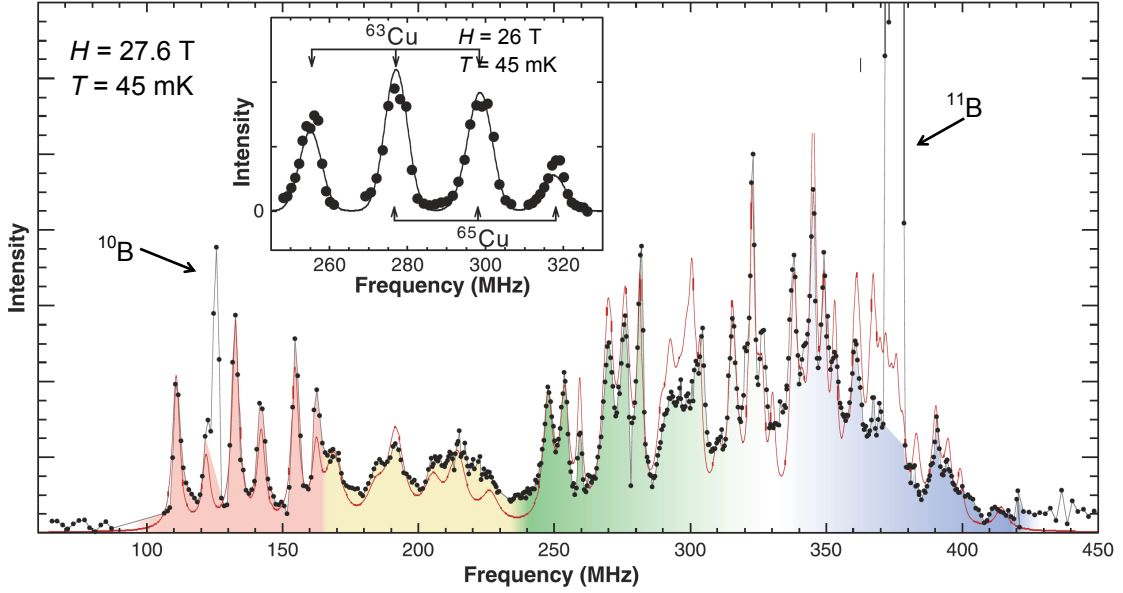 H = 27.6 T
T = 45 mK
⁶³Cu
H = 26 T
T = 45 mK
Intensity
0
⁶⁵Cu
260 280 300 320
Frequency (MHz)
¹⁰B
¹¹B
Intensity
100 150 200 250 300 350 400 450
Frequency (MHz)